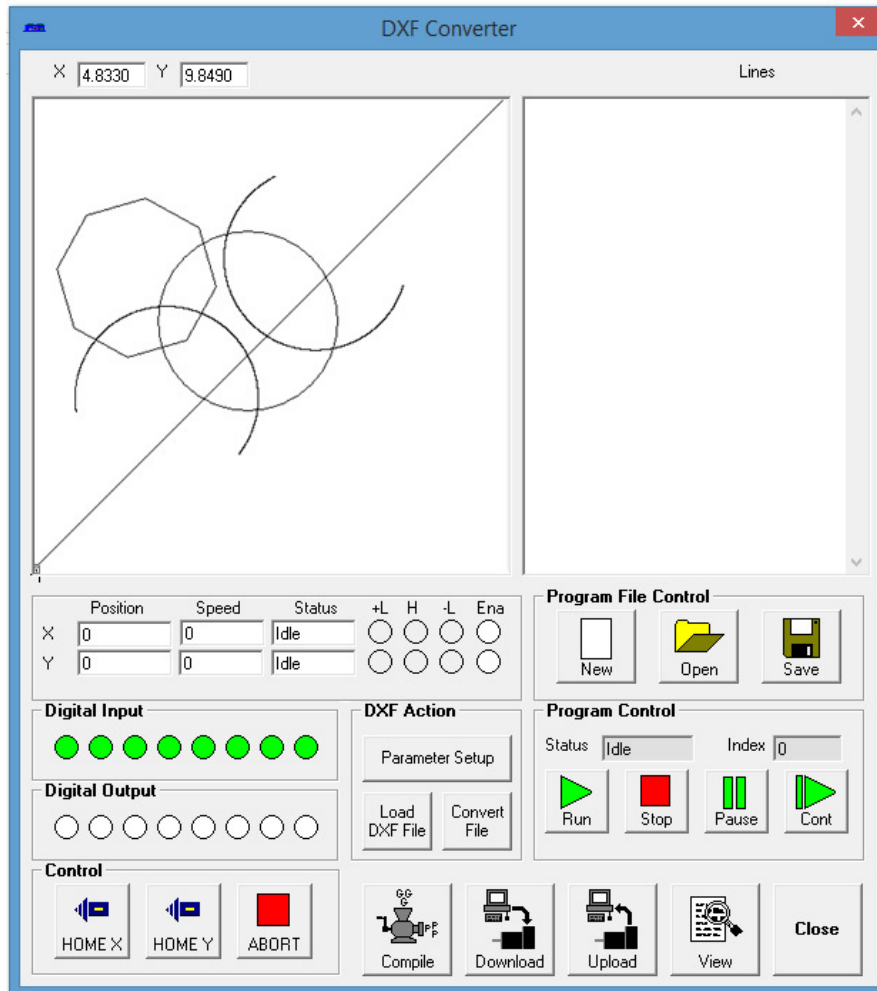 DXF Converter
X 4.8330 Y 9.8490 Lines
Position Speed Status +L H -L Ena
X 0 0 Idle
Y 0 0 Idle
Program File Control
New Open Save
Digital Input
DXF Action
Parameter Setup
Load DXF File
Convert File
Program Control
Status Idle Index 0
Run Stop Pause Cont
Digital Output
Control
HOME X HOME Y ABORT
GG
G
PP
P
Compile Download Upload View Close